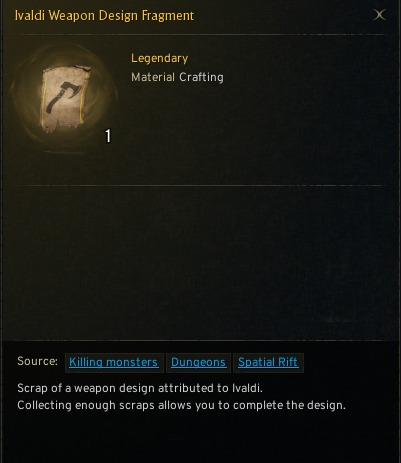 Ivaldi Weapon Design Fragment
Legendary
Material Crafting
1
Source: Killing monsters Dungeons Spatial Rift
Scrap of a weapon design attributed to Ivaldi.
Collecting enough scraps allows you to complete the design.